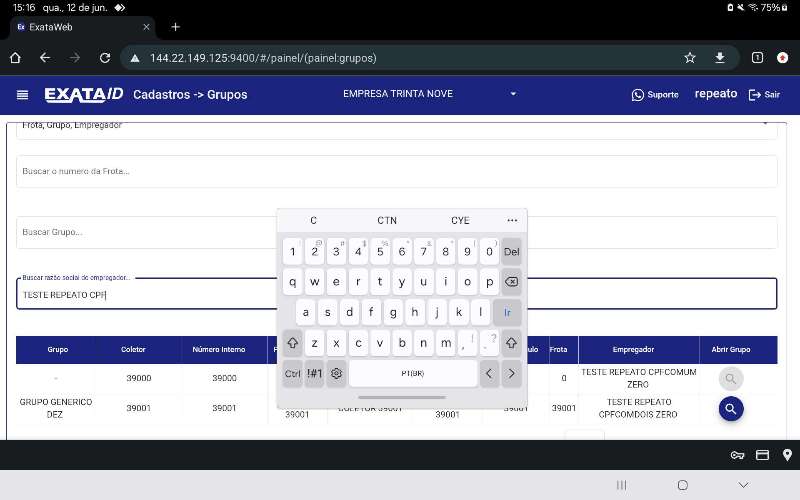 15:16 qua., 12 de jun.
75%
ExataWeb
144.22.149.125:9400/#/painel/(painel:grupos)
1
EXATAID Cadastros -> Grupos
EMPRESA TRINTA NOVE
Suporte
repeato
Sair
Frota, Grupo, Empregador
Buscar o numero da Frota...
Buscar Grupo...
Buscar razão social do empregador...
TESTE REPEATO CPF
C CTN CYE ...
1 2 3 4 5 6 7 8 9 0 Del
q w e r t y u i o p
a s d f g h j k l Ir
z x c v b n m , ! . ?
Ctrl !#1 PT(BR) < >
Grupo Coletor Número Interno Frota Empregador Abrir Grupo
- 39000 39000 0 TESTE REPEATO CPFCOMUM ZERO
GRUPO GENERICO DEZ 39001 39001 39001 COLETOR 39001 39001 39001 39001 TESTE REPEATO CPFCOMDOIS ZERO